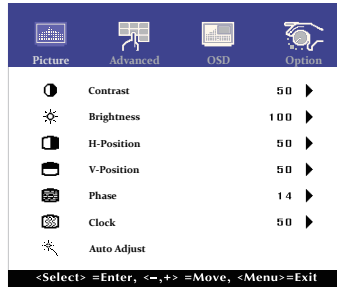 Picture Advanced OSD Option
Contrast 50
Brightness 100
H-Position 50
V-Position 50
Phase 14
Clock 50
Auto Adjust
<Select> =Enter, <–,+> =Move, <Menu>=Exit